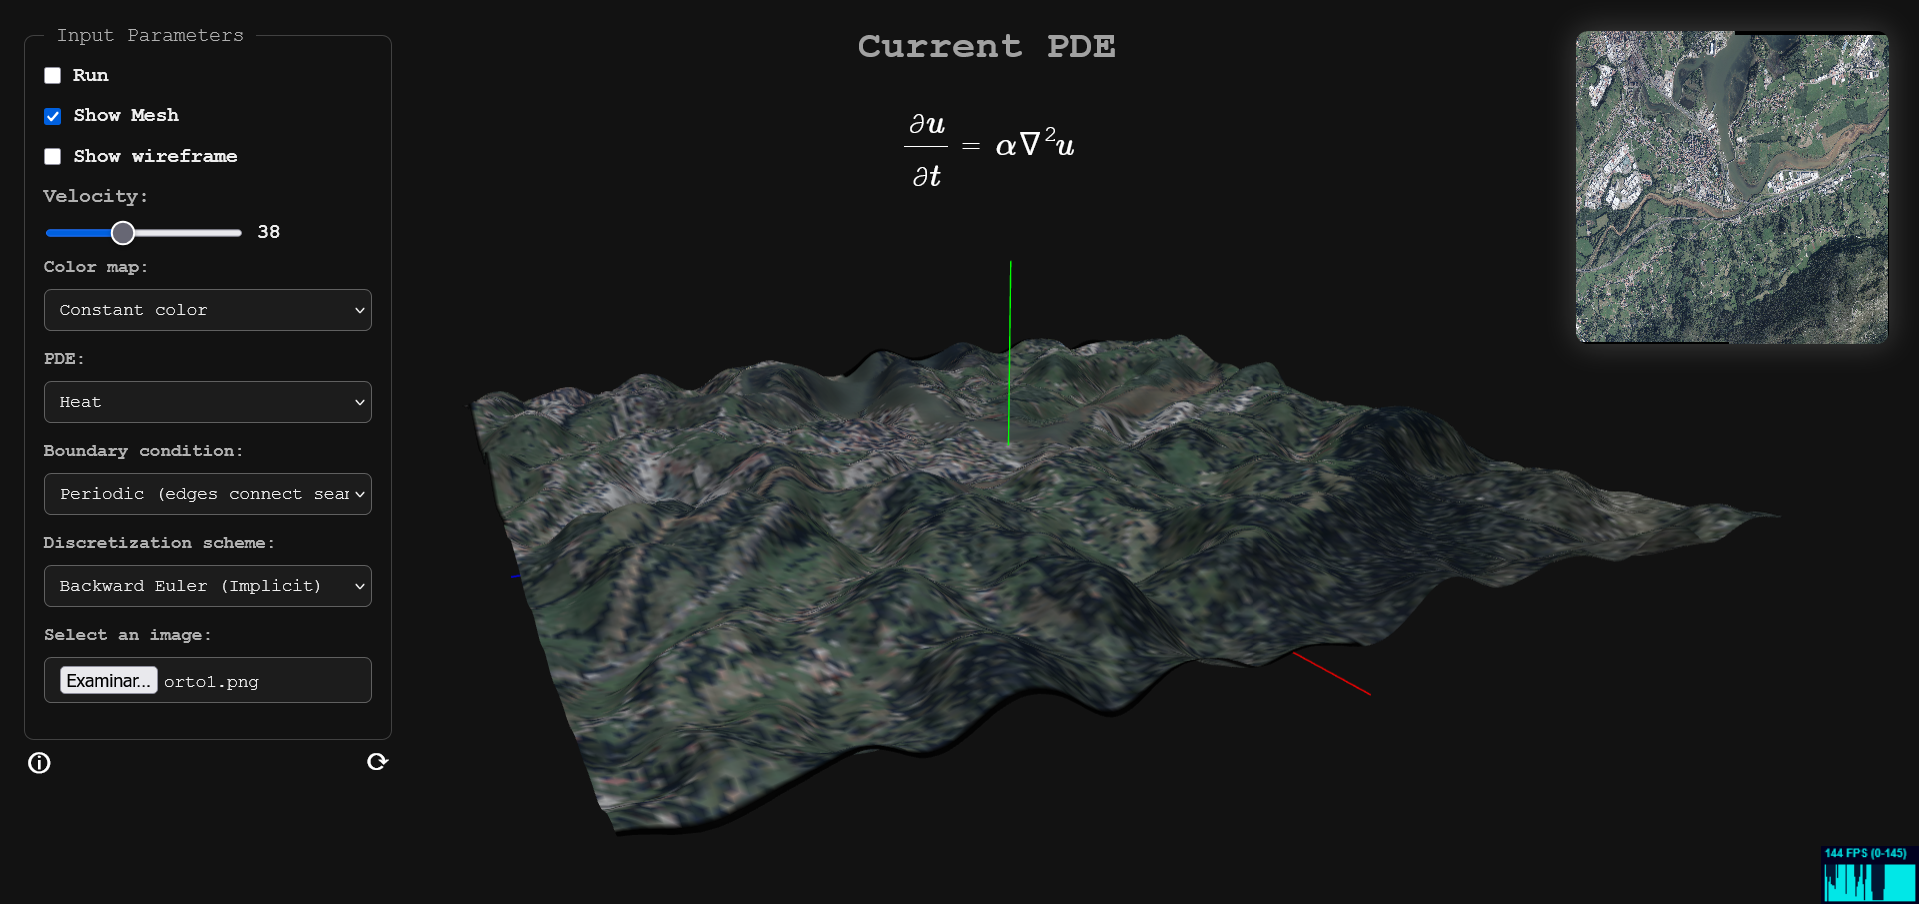 Input Parameters
Run
Show Mesh
Show wireframe
Velocity:
38
Color map:
Constant color
PDE:
Heat
Boundary condition:
Periodic (edges connect sear
Discretization scheme:
Backward Euler (Implicit)
Select an image:
Examinar... orto1.png
Current PDE
∂u/∂t = α∇²u
144 FPS (0-145)